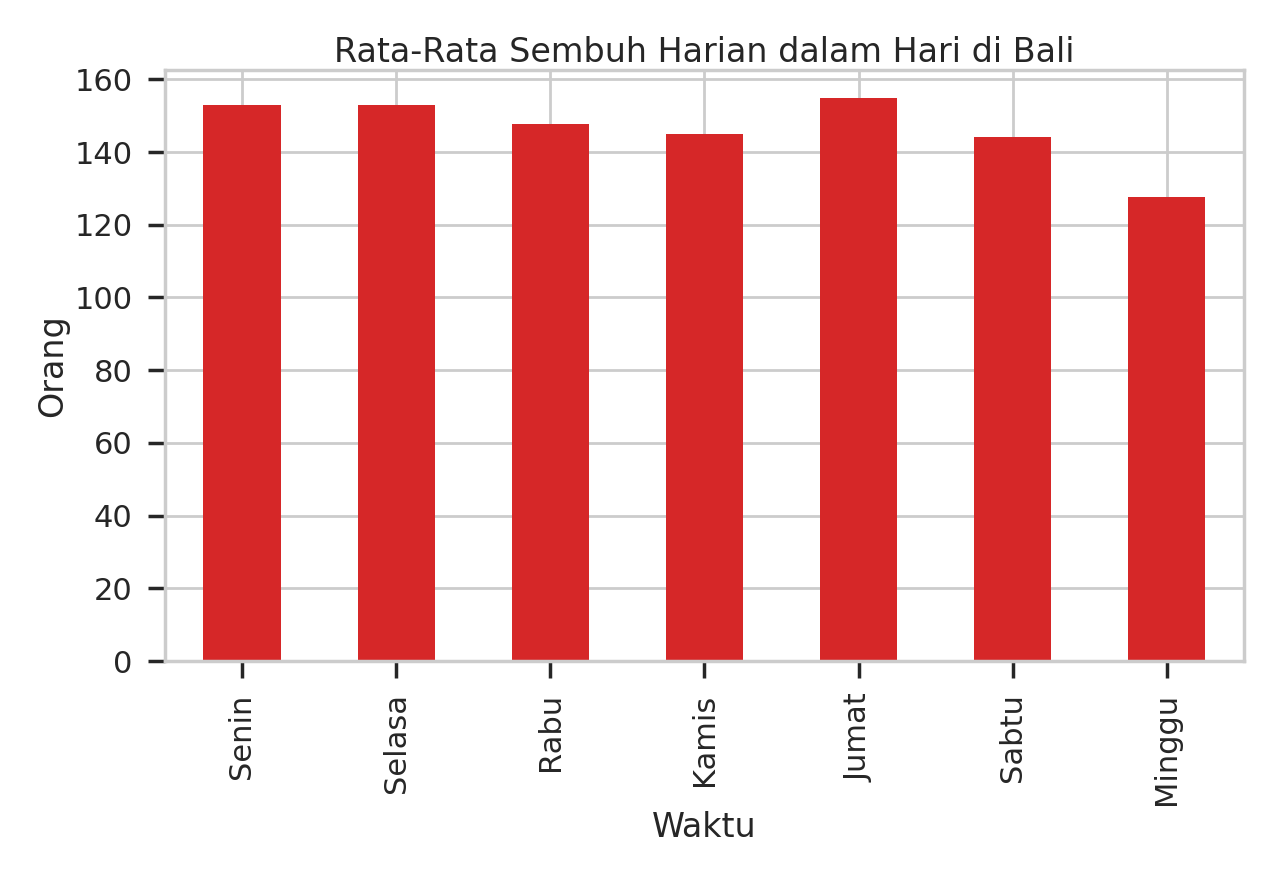 Rata-Rata Sembuh Harian dalam Hari di Bali
Orang
160
140
120
100
80
60
40
20
0
Senin
Selasa
Rabu
Kamis
Jumat
Sabtu
Minggu
Waktu